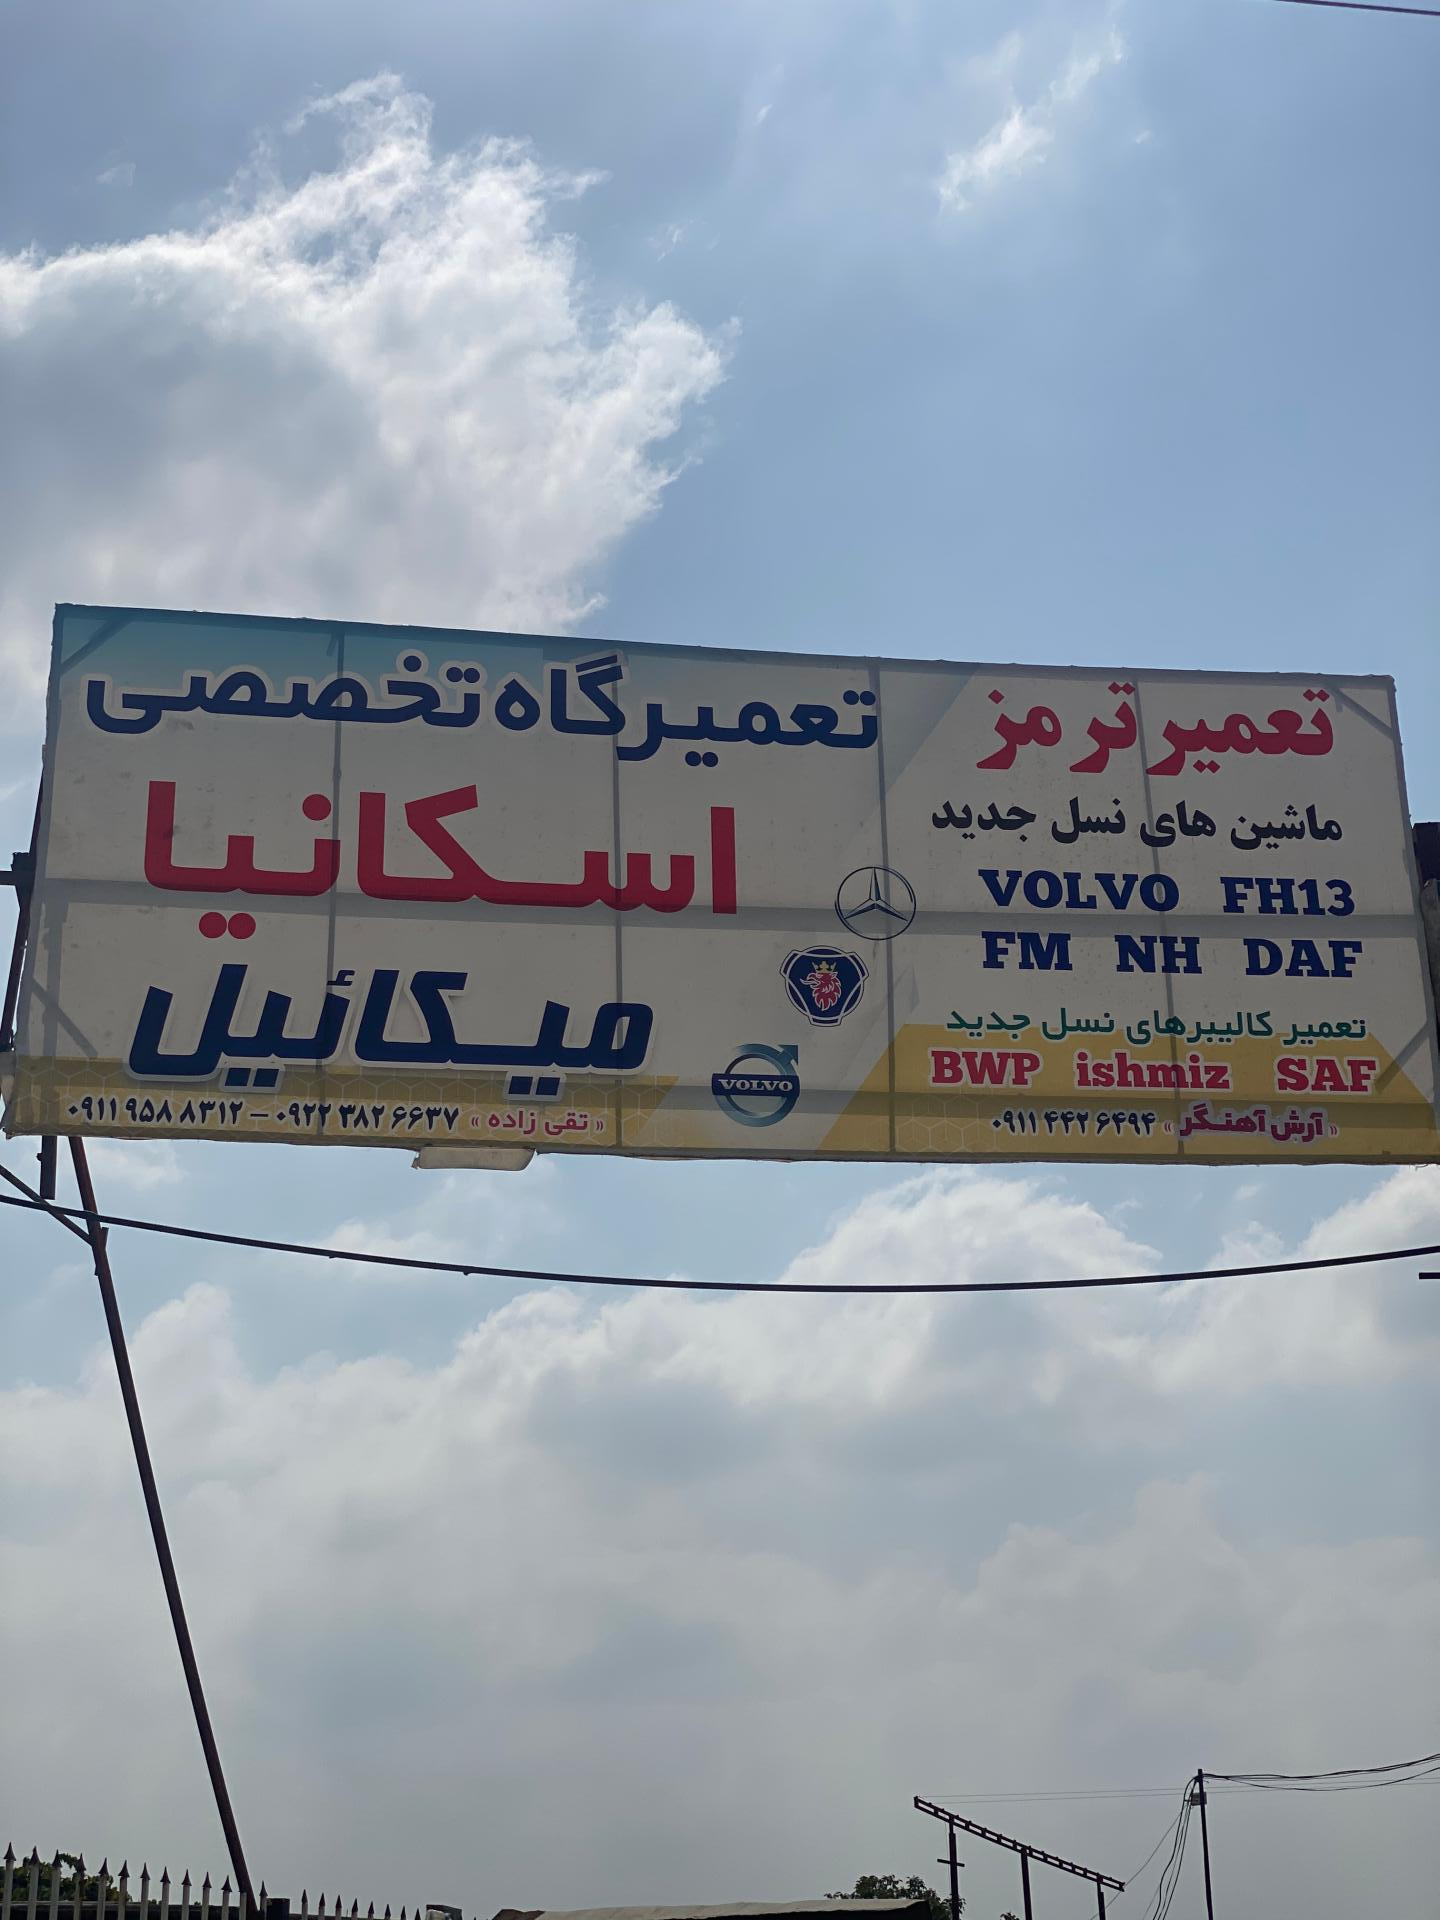 تعمیر ترمز
ماشین های نسل جدید
VOLVO FH13
FM NH DAF
تعمیر کالیبرهای نسل جدید
BWP ishmiz SAF
« آرش آهنگر » ۰۹۱۱ ۴۴۲ ۶۴۹۴
تعمیرگاه تخصصی
اسکانیا
میکائیل
VOLVO
« تقی زاده » ۰۹۱۱ ۹۵۸ ۸۳۱۲ – ۰۹۲۲ ۳۸۲ ۶۶۳۷